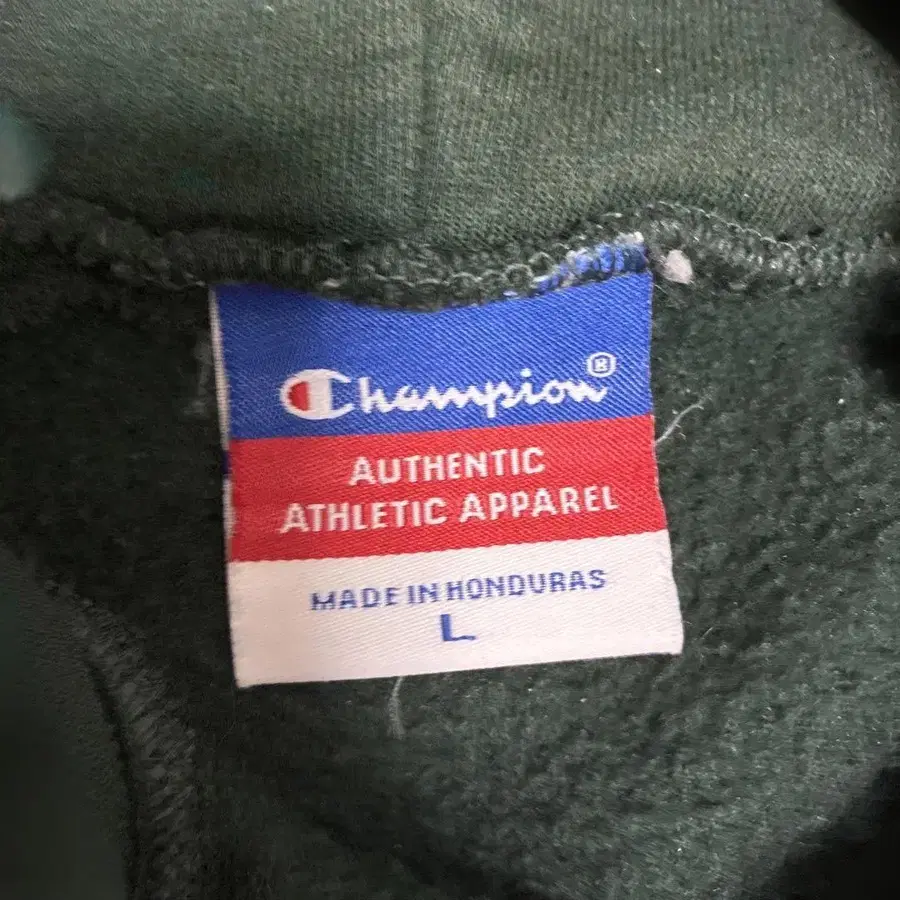 Champion®
AUTHENTIC
ATHLETIC APPAREL
MADE IN HONDURAS
L